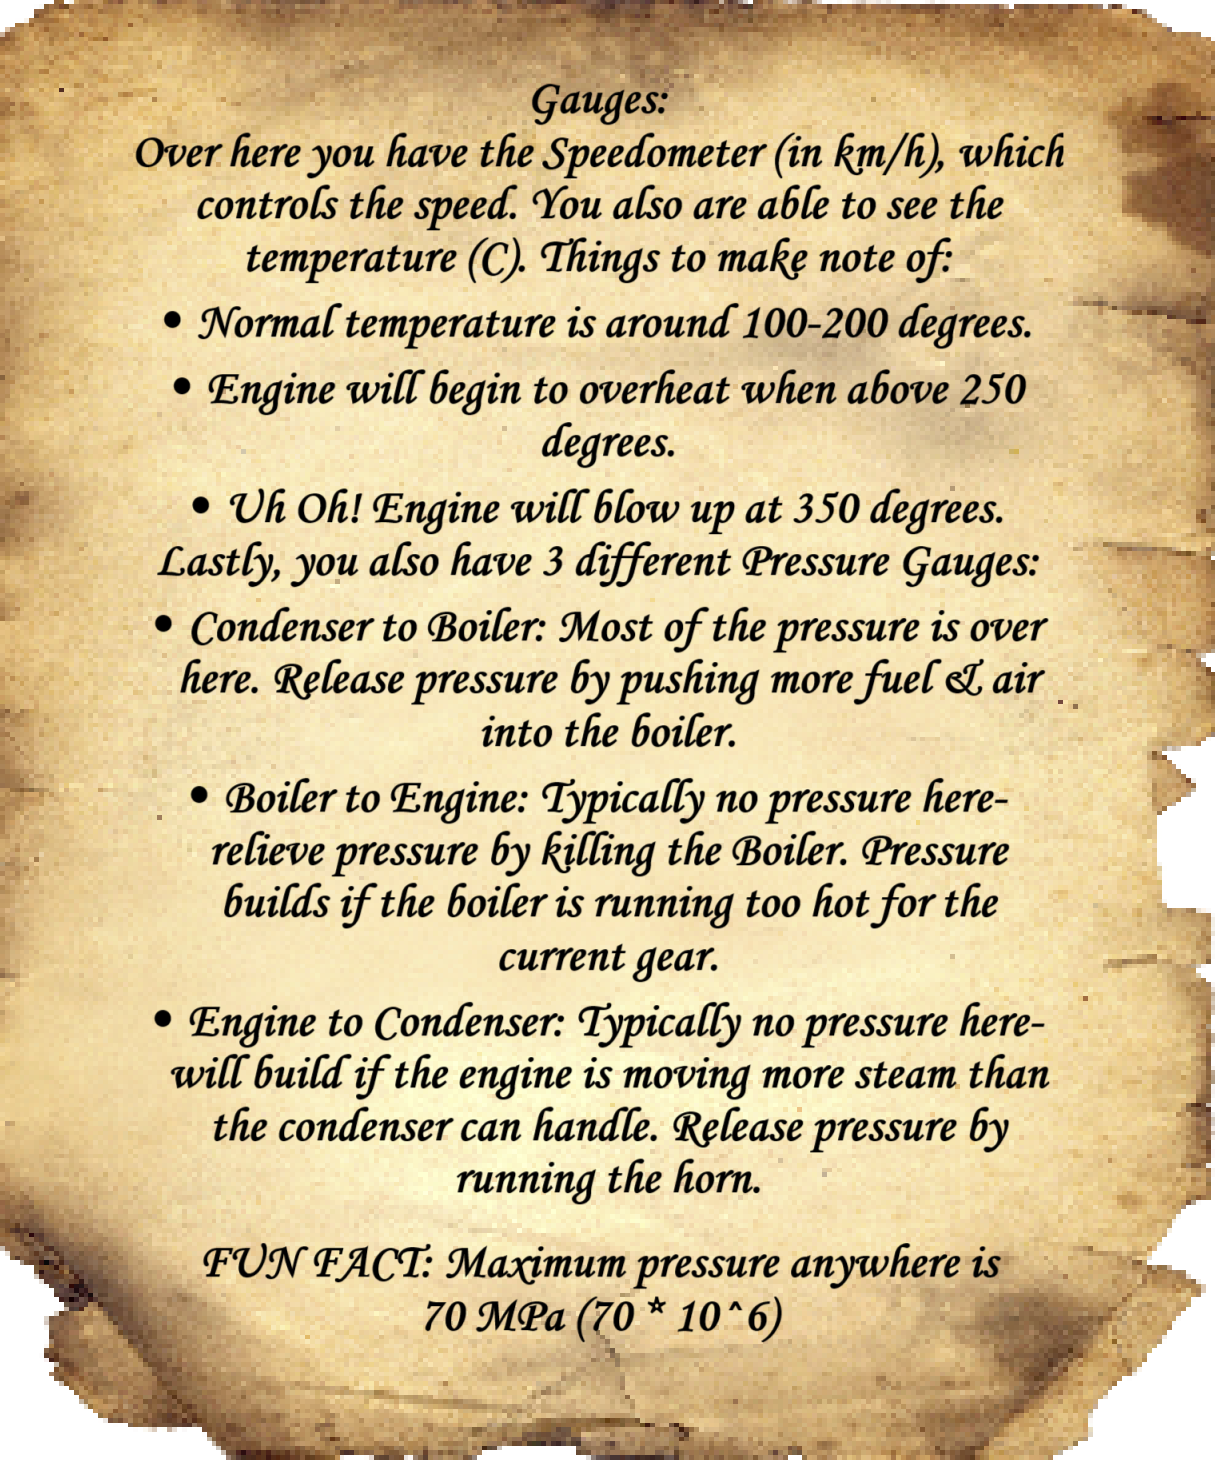 Gauges:
Over here you have the Speedometer (in km/h), which
controls the speed. You also are able to see the
temperature (C). Things to make note of:
• Normal temperature is around 100-200 degrees.
• Engine will begin to overheat when above 250
degrees.
• Uh Oh! Engine will blow up at 350 degrees.
Lastly, you also have 3 different Pressure Gauges:
• Condenser to Boiler: Most of the pressure is over
here. Release pressure by pushing more fuel & air
into the boiler.
• Boiler to Engine: Typically no pressure here-
relieve pressure by killing the Boiler. Pressure
builds if the boiler is running too hot for the
current gear.
• Engine to Condenser: Typically no pressure here-
will build if the engine is moving more steam than
the condenser can handle. Release pressure by
running the horn.
FUN FACT: Maximum pressure anywhere is
70 MPa (70 * 10^6)